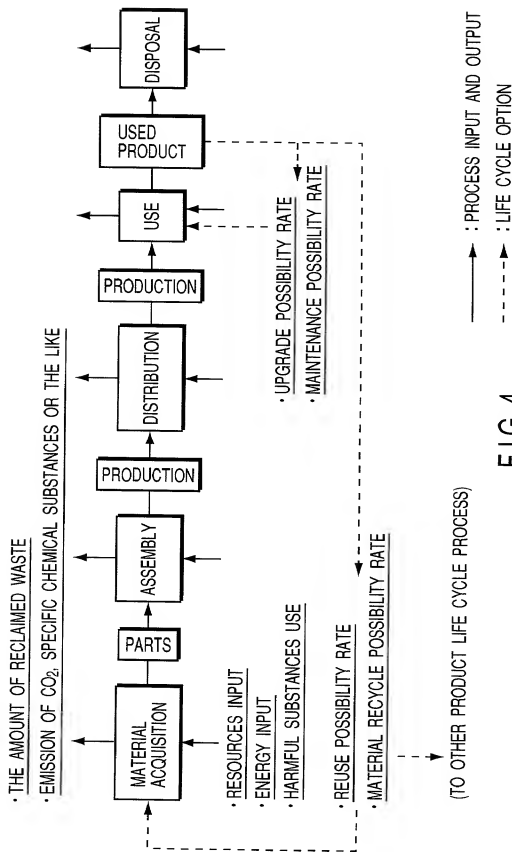 · THE AMOUNT OF RECLAIMED WASTE
· EMISSION OF CO2, SPECIFIC CHEMICAL SUBSTANCES OR THE LIKE
MATERIAL
ACQUISITION
PARTS
ASSEMBLY
PRODUCTION
DISTRIBUTION
PRODUCTION
USE
USED
PRODUCT
DISPOSAL
· RESOURCES INPUT
· ENERGY INPUT
· HARMFUL SUBSTANCES USE
· UPGRADE POSSIBILITY RATE
· MAINTENANCE POSSIBILITY RATE
· REUSE POSSIBILITY RATE
· MATERIAL RECYCLE POSSIBILITY RATE
(TO OTHER PRODUCT LIFE CYCLE PROCESS)
: PROCESS INPUT AND OUTPUT
: LIFE CYCLE OPTION
FIG. 4